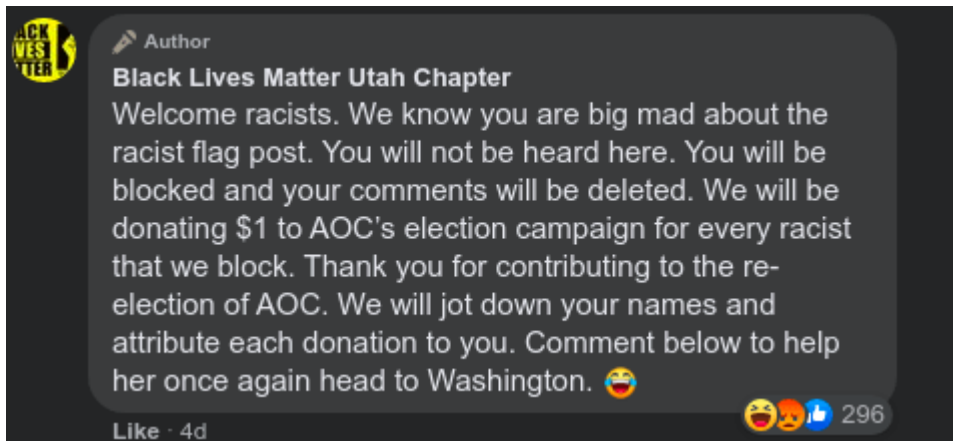 ACK
VES
TTER
Author
Black Lives Matter Utah Chapter
Welcome racists. We know you are big mad about the
racist flag post. You will not be heard here. You will be
blocked and your comments will be deleted. We will be
donating $1 to AOC's election campaign for every racist
that we block. Thank you for contributing to the re-
election of AOC. We will jot down your names and
attribute each donation to you. Comment below to help
her once again head to Washington. 😂
296
Like · 4d